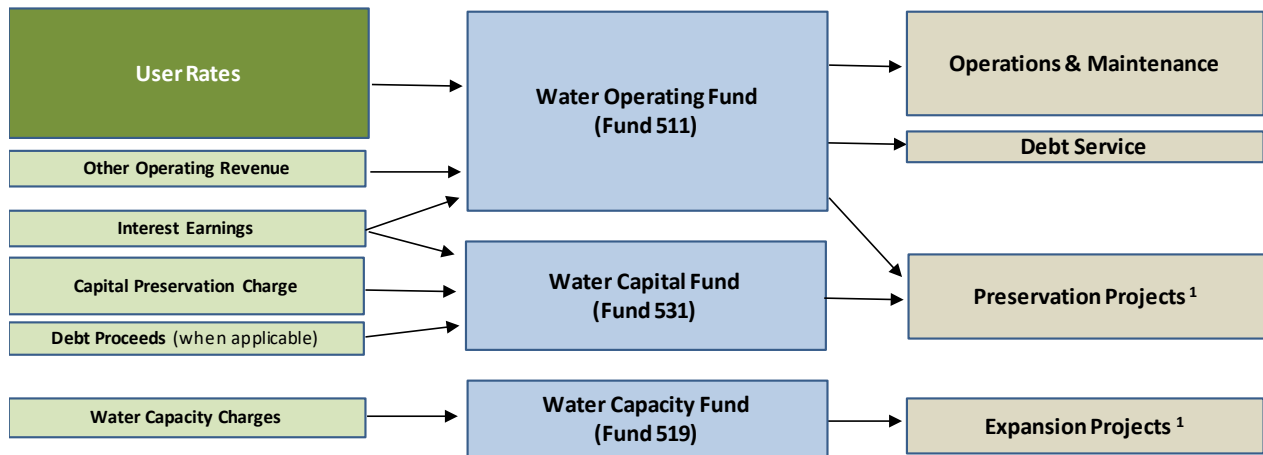 User Rates
Other Operating Revenue
Interest Earnings
Capital Preservation Charge
Debt Proceeds (when applicable)
Water Capacity Charges
Water Operating Fund
(Fund 511)
Water Capital Fund
(Fund 531)
Water Capacity Fund
(Fund 519)
Operations & Maintenance
Debt Service
Preservation Projects 1
Expansion Projects 1